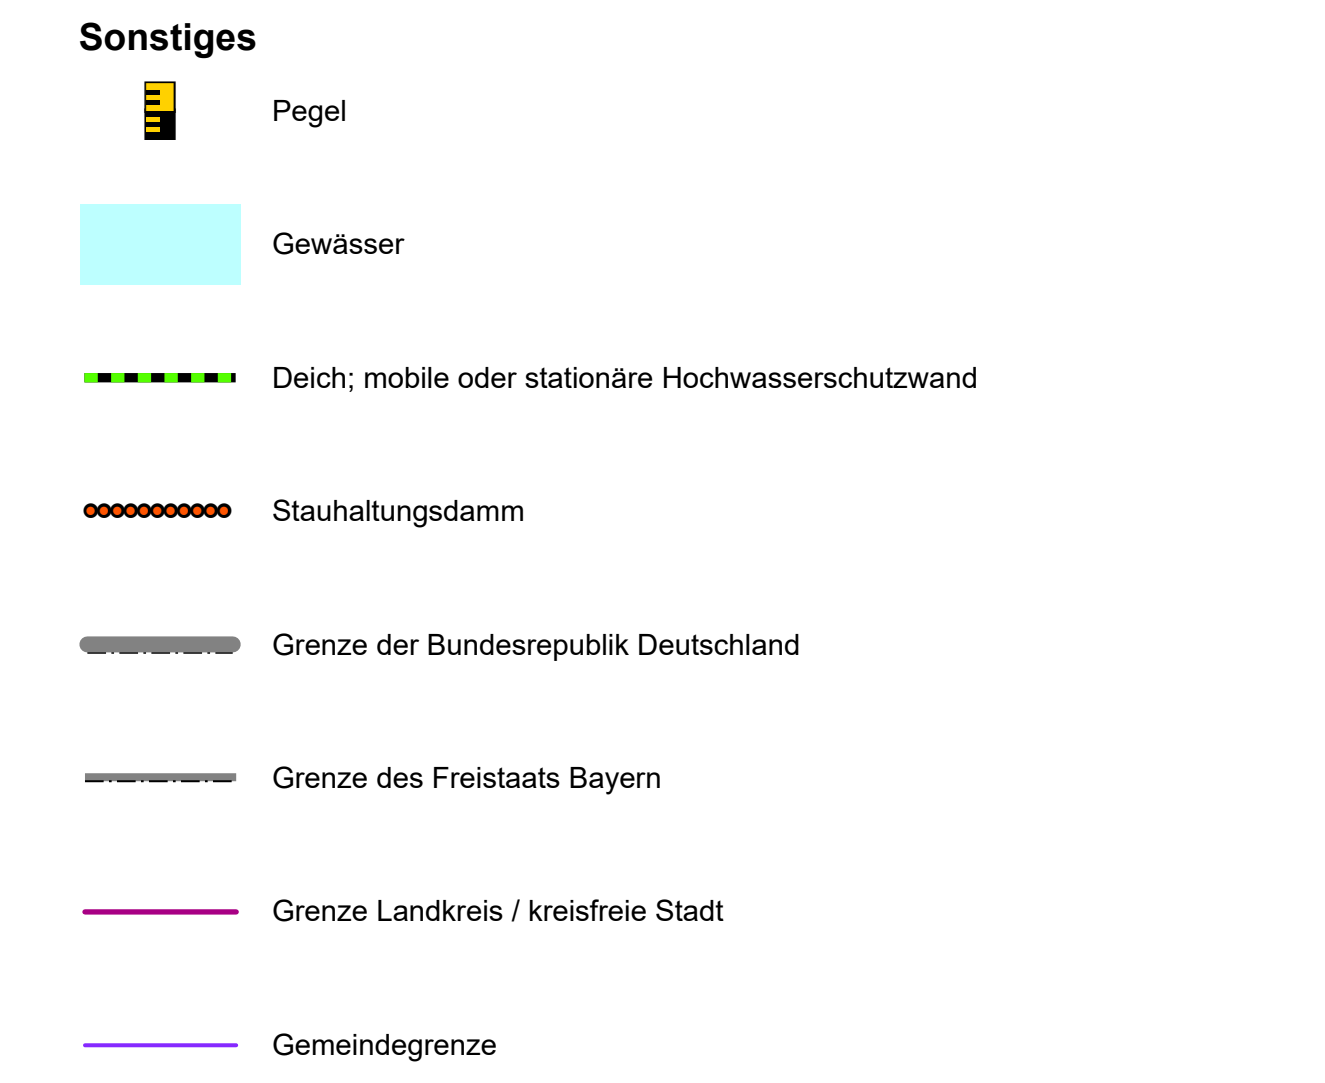 Sonstiges
Pegel
Gewässer
Deich; mobile oder stationäre Hochwasserschutzwand
Stauhaltungsdamm
Grenze der Bundesrepublik Deutschland
Grenze des Freistaats Bayern
Grenze Landkreis / kreisfreie Stadt
Gemeindegrenze